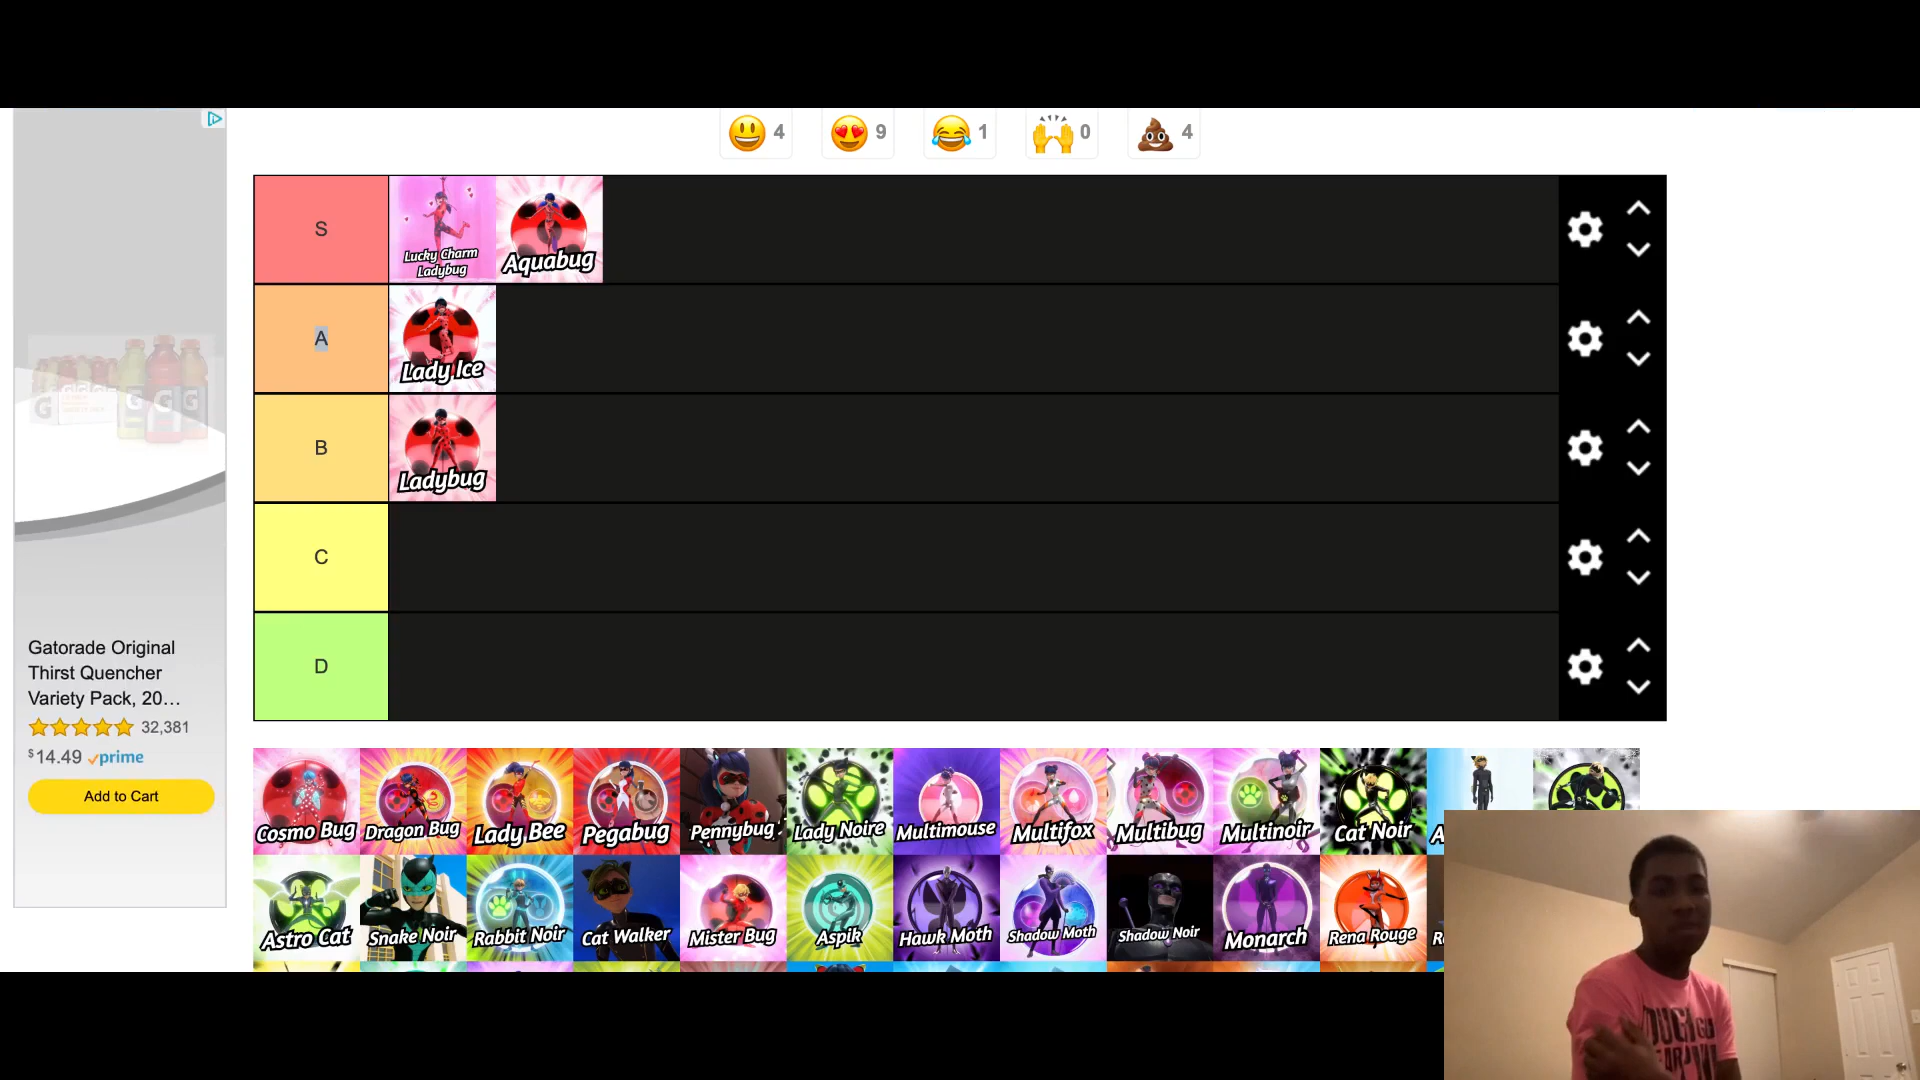 4
9
1
0
4
S
Lucky Charm
Ladybug
Aquabug
A
Lady Ice
B
Ladybug
C
D
G
G
Gatorade Original
Thirst Quencher
Variety Pack, 20…
32,381
$14.49 prime
Add to Cart
Cosmo Bug
Dragon Bug
Lady Bee
Pegabug
Pennybug
Lady Noire
Multimouse
Multifox
Multibug
Multinoir
Cat Noir
A
Astro Cat
Snake Noir
Rabbit Noir
Cat Walker
Mister Bug
Aspik
Hawk Moth
Shadow Moth
Shadow Noir
Monarch
Rena Rouge
R